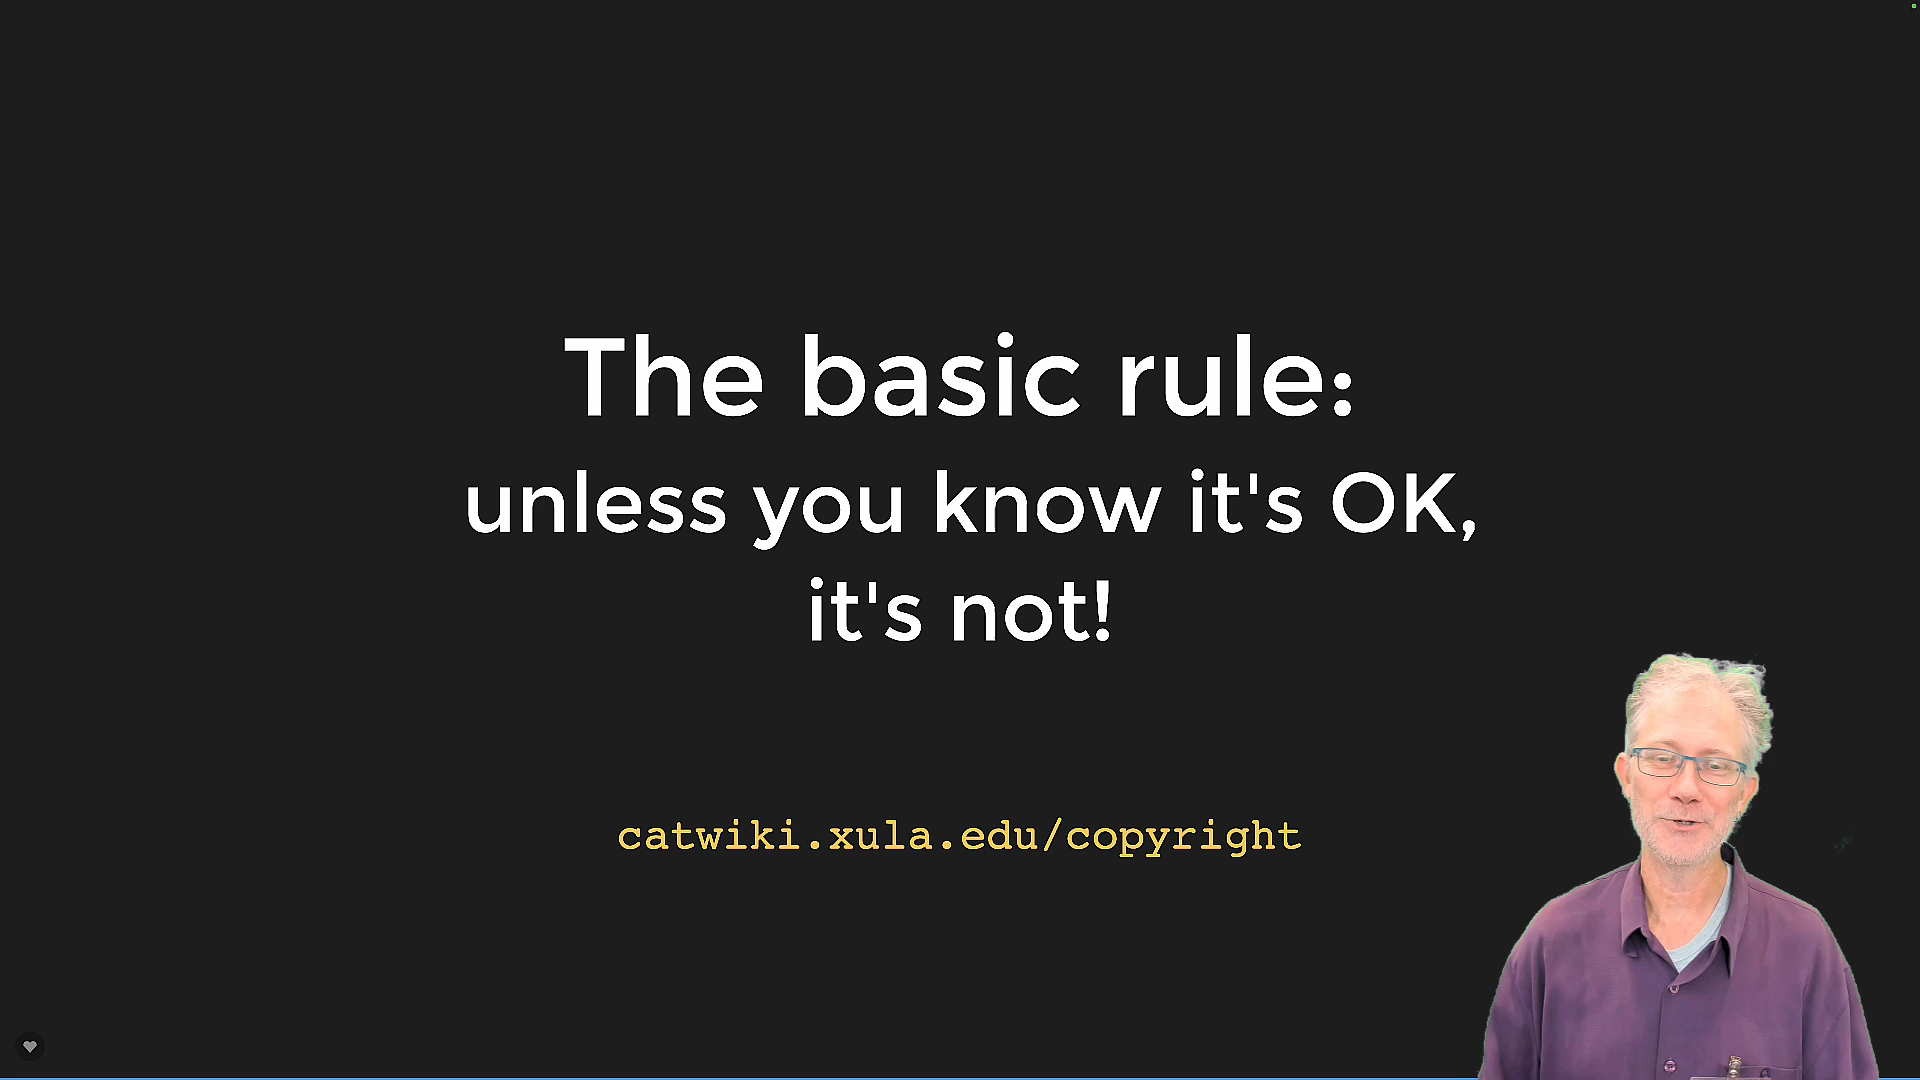 The basic rule:
unless you know it's OK,
it's not!
catwiki.xula.edu/copyright